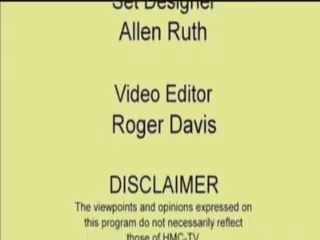 Set Designer
Allen Ruth
Video Editor
Roger Davis
DISCLAIMER
The viewpoints and opinions expressed on
this program do not necessarily reflect
those of HMC-TV